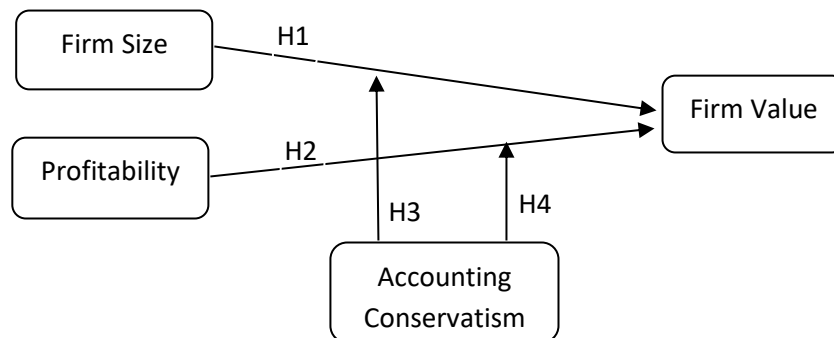 Firm Size
H1
Firm Value
Profitability
H2
H3
H4
Accounting
Conservatism